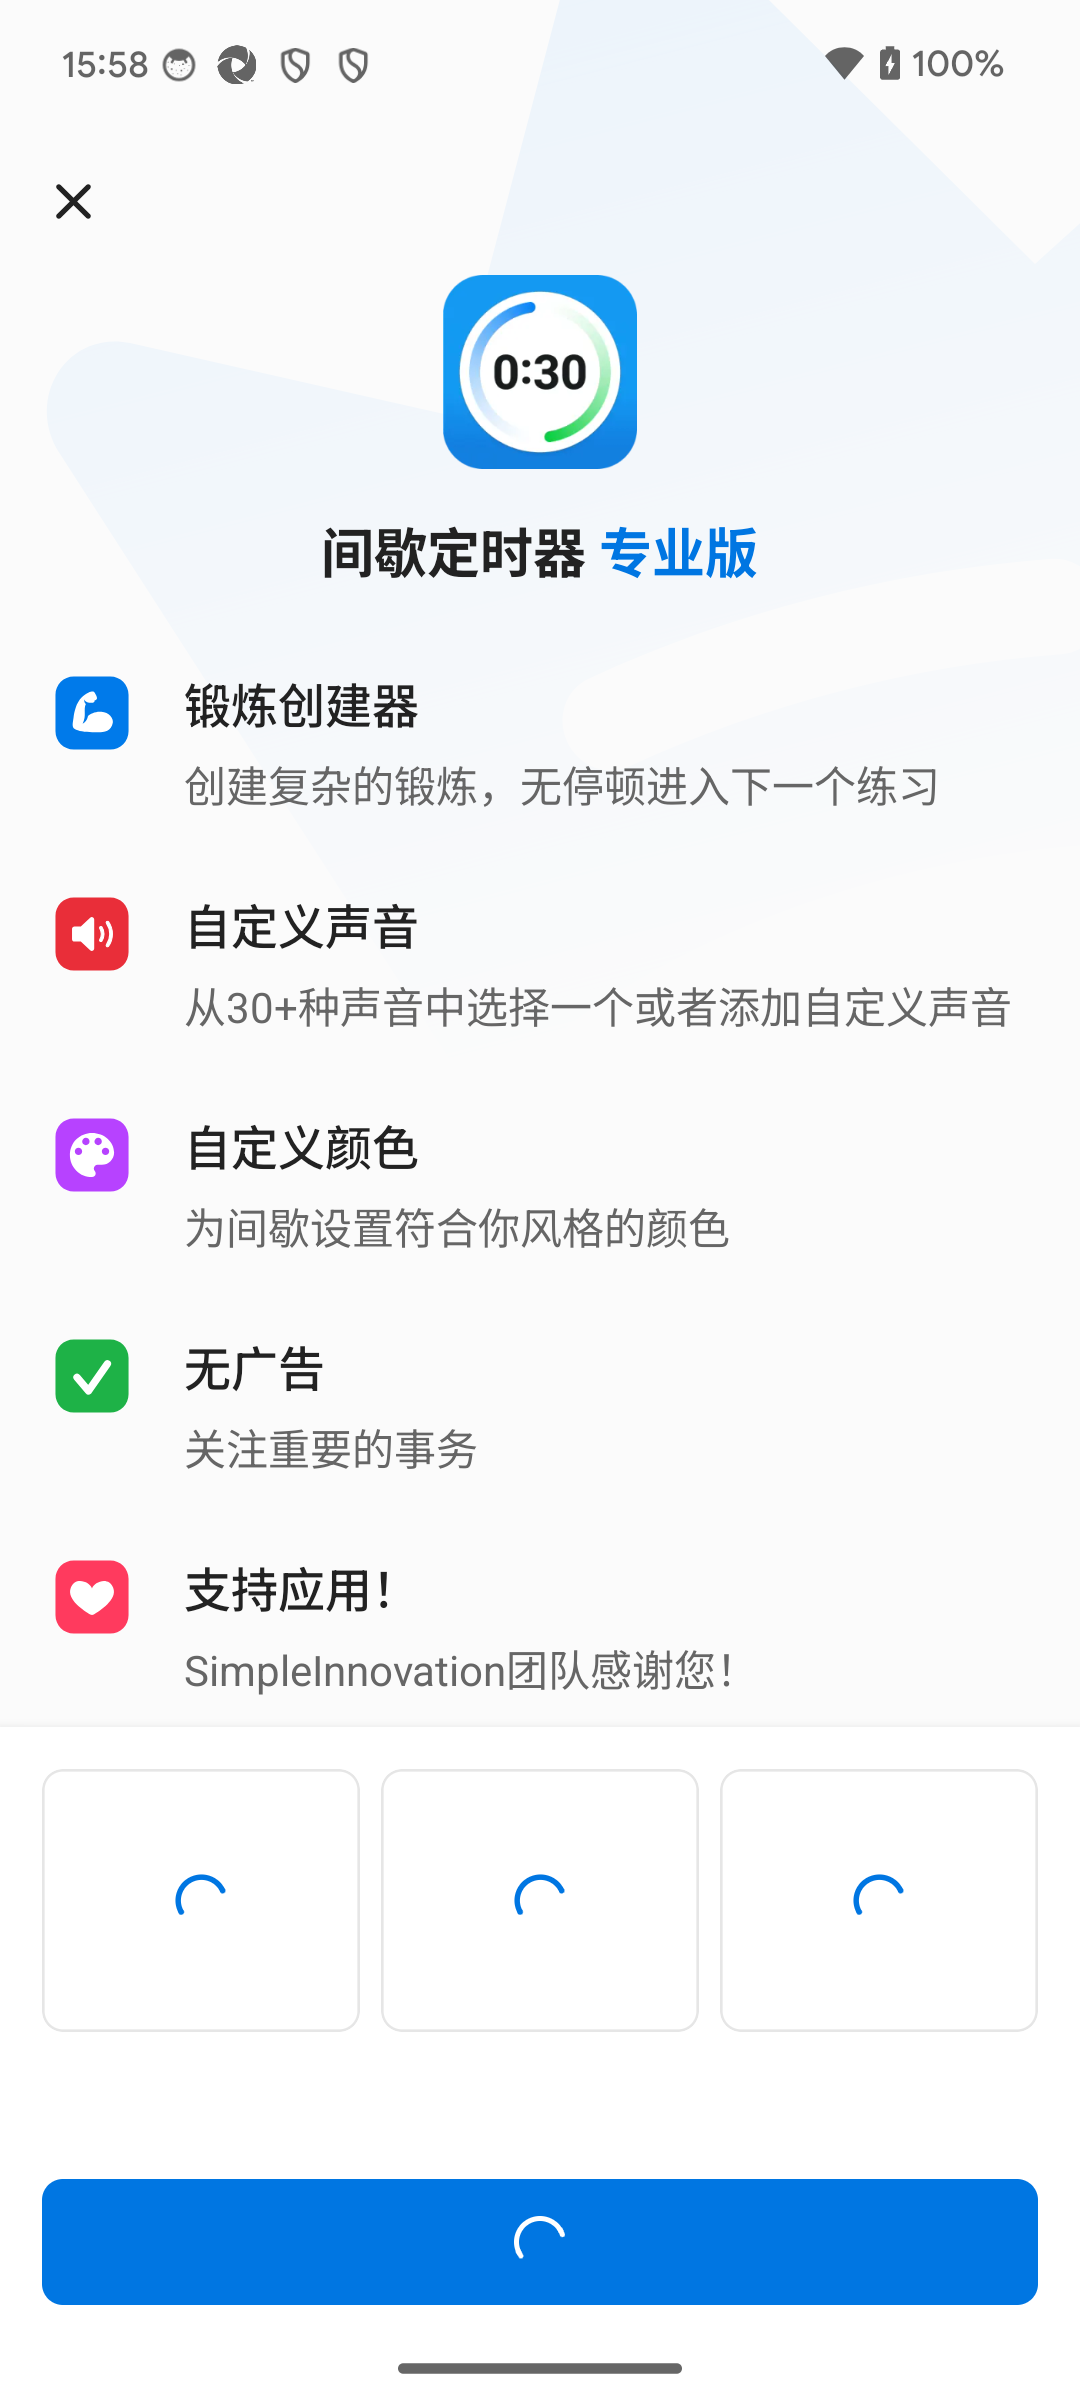 15:58
100%
0:30
间歇定时器 专业版
锻炼创建器
创建复杂的锻炼，无停顿进入下一个练习
自定义声音
从30+种声音中选择一个或者添加自定义声音
自定义颜色
为间歇设置符合你风格的颜色
无广告
关注重要的事务
支持应用！
SimpleInnovation团队感谢您！